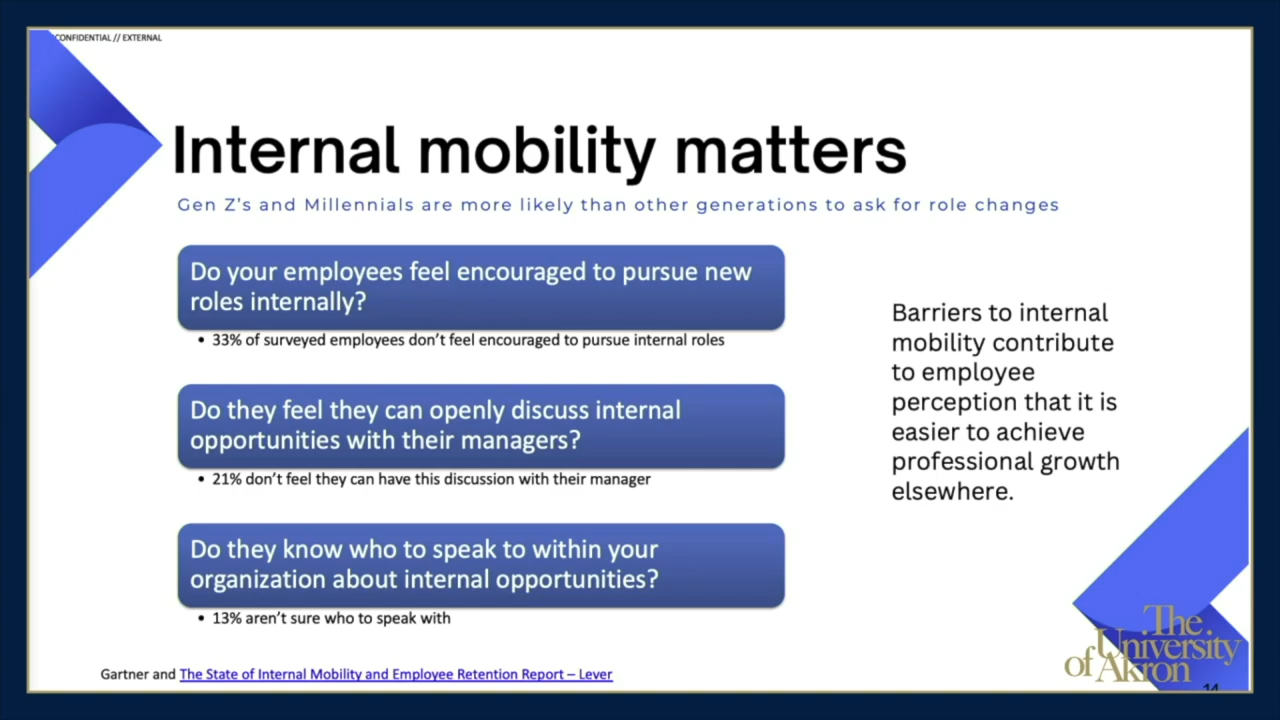 CONFIDENTIAL // EXTERNAL
Internal mobility matters
Gen Z’s and Millennials are more likely than other generations to ask for role changes
Do your employees feel encouraged to pursue new
roles internally?
• 33% of surveyed employees don’t feel encouraged to pursue internal roles
Do they feel they can openly discuss internal
opportunities with their managers?
• 21% don’t feel they can have this discussion with their manager
Do they know who to speak to within your
organization about internal opportunities?
• 13% aren’t sure who to speak with
Barriers to internal
mobility contribute
to employee
perception that it is
easier to achieve
professional growth
elsewhere.
Gartner and The State of Internal Mobility and Employee Retention Report – Lever
The
University
of Akron
14